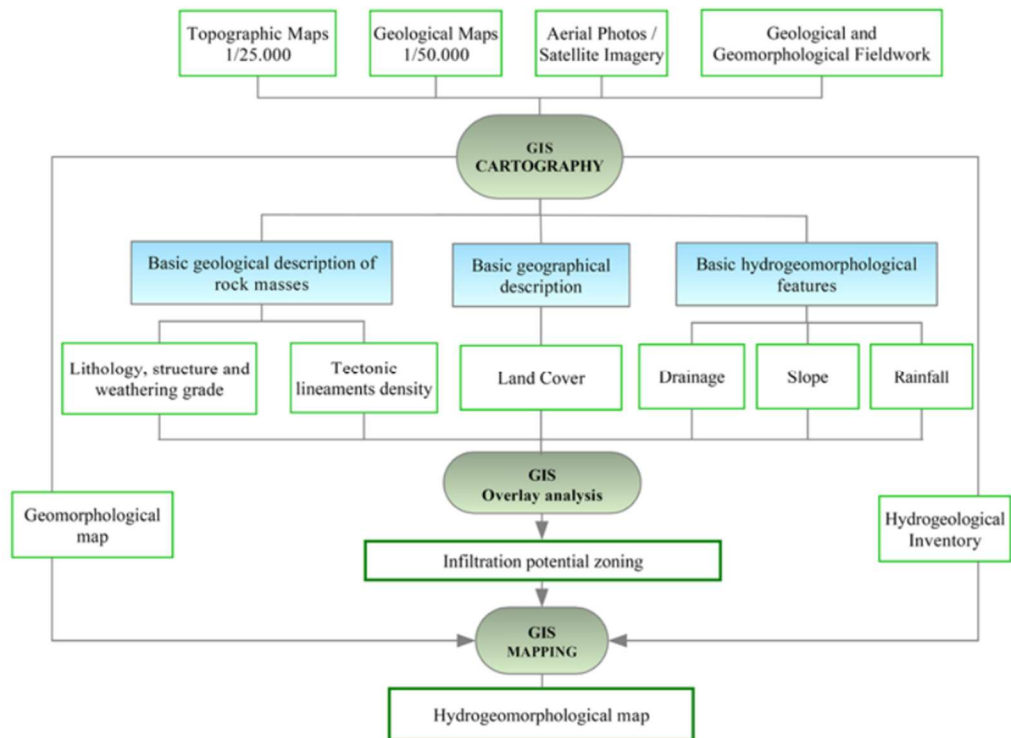 Topographic Maps
1/25.000
Geological Maps
1/50.000
Aerial Photos /
Satellite Imagery
Geological and
Geomorphological Fieldwork
GIS
CARTOGRAPHY
Basic geological description of
rock masses
Basic geographical
description
Basic hydrogeomorphological
features
Lithology, structure and
weathering grade
Tectonic
lineaments density
Land Cover
Drainage
Slope
Rainfall
GIS
Overlay analysis
Geomorphological
map
Hydrogeological
Inventory
Infiltration potential zoning
GIS
MAPPING
Hydrogeomorphological map